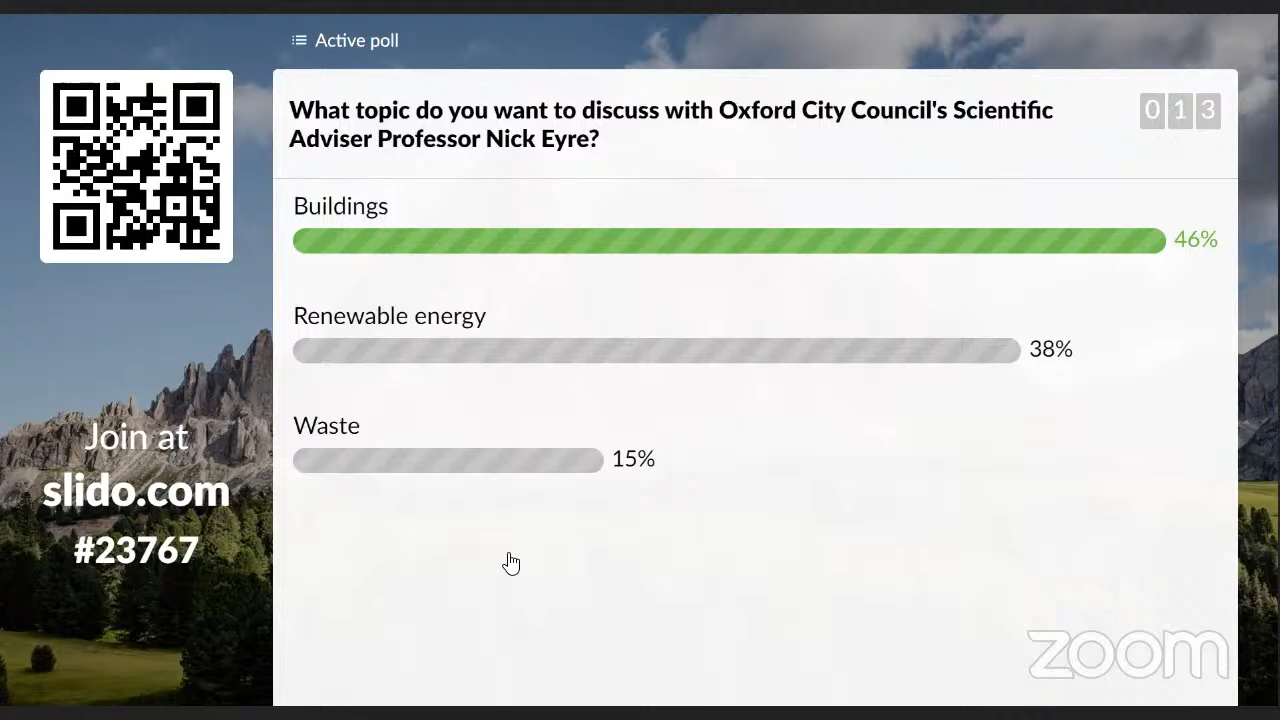 Active poll
What topic do you want to discuss with Oxford City Council's Scientific
Adviser Professor Nick Eyre?
013
Buildings
46%
Renewable energy
38%
Waste
15%
Join at
slido.com
#23767
zoom